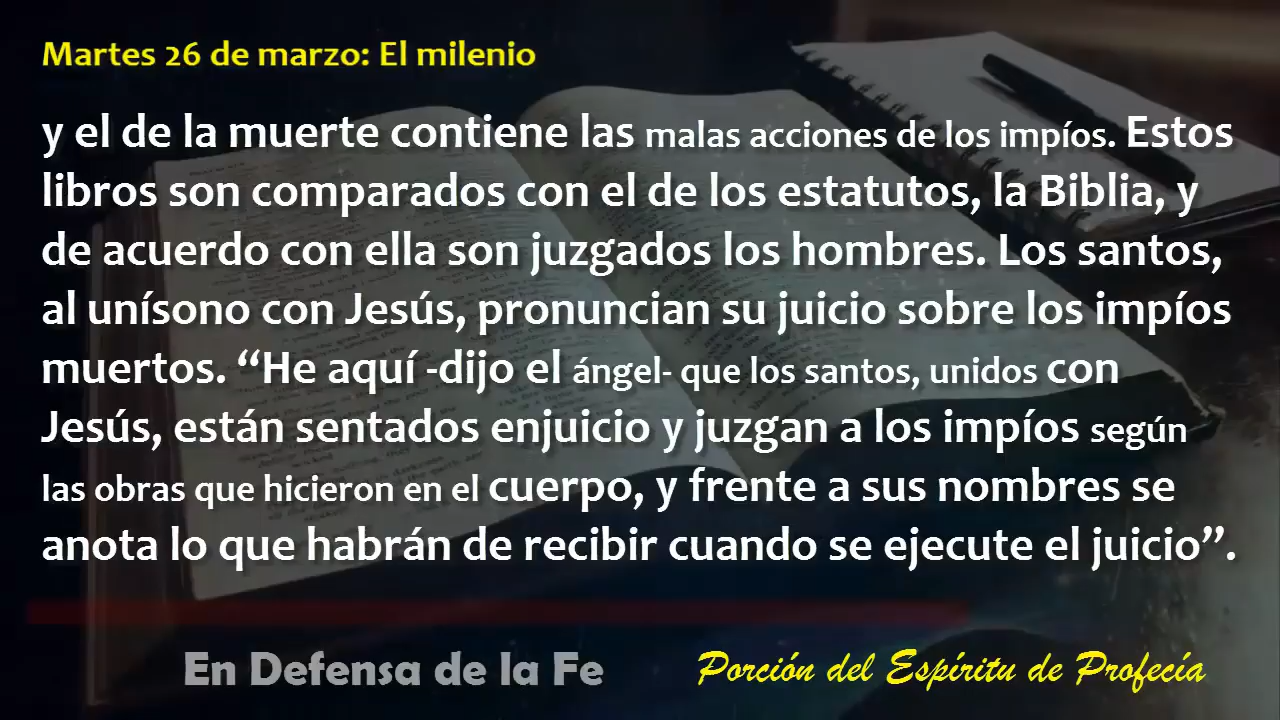 Martes 26 de marzo: El milenio
y el de la muerte contiene las malas acciones de los impíos. Estos
libros son comparados con el de los estatutos, la Biblia, y
de acuerdo con ella son juzgados los hombres. Los santos,
al unísono con Jesús, pronuncian su juicio sobre los impíos
muertos. “He aquí -dijo el ángel- que los santos, unidos con
Jesús, están sentados enjuicio y juzgan a los impíos según
las obras que hicieron en el cuerpo, y frente a sus nombres se
anota lo que habrán de recibir cuando se ejecute el juicio”.
En Defensa de la Fe
Porción del Espíritu de Profecía